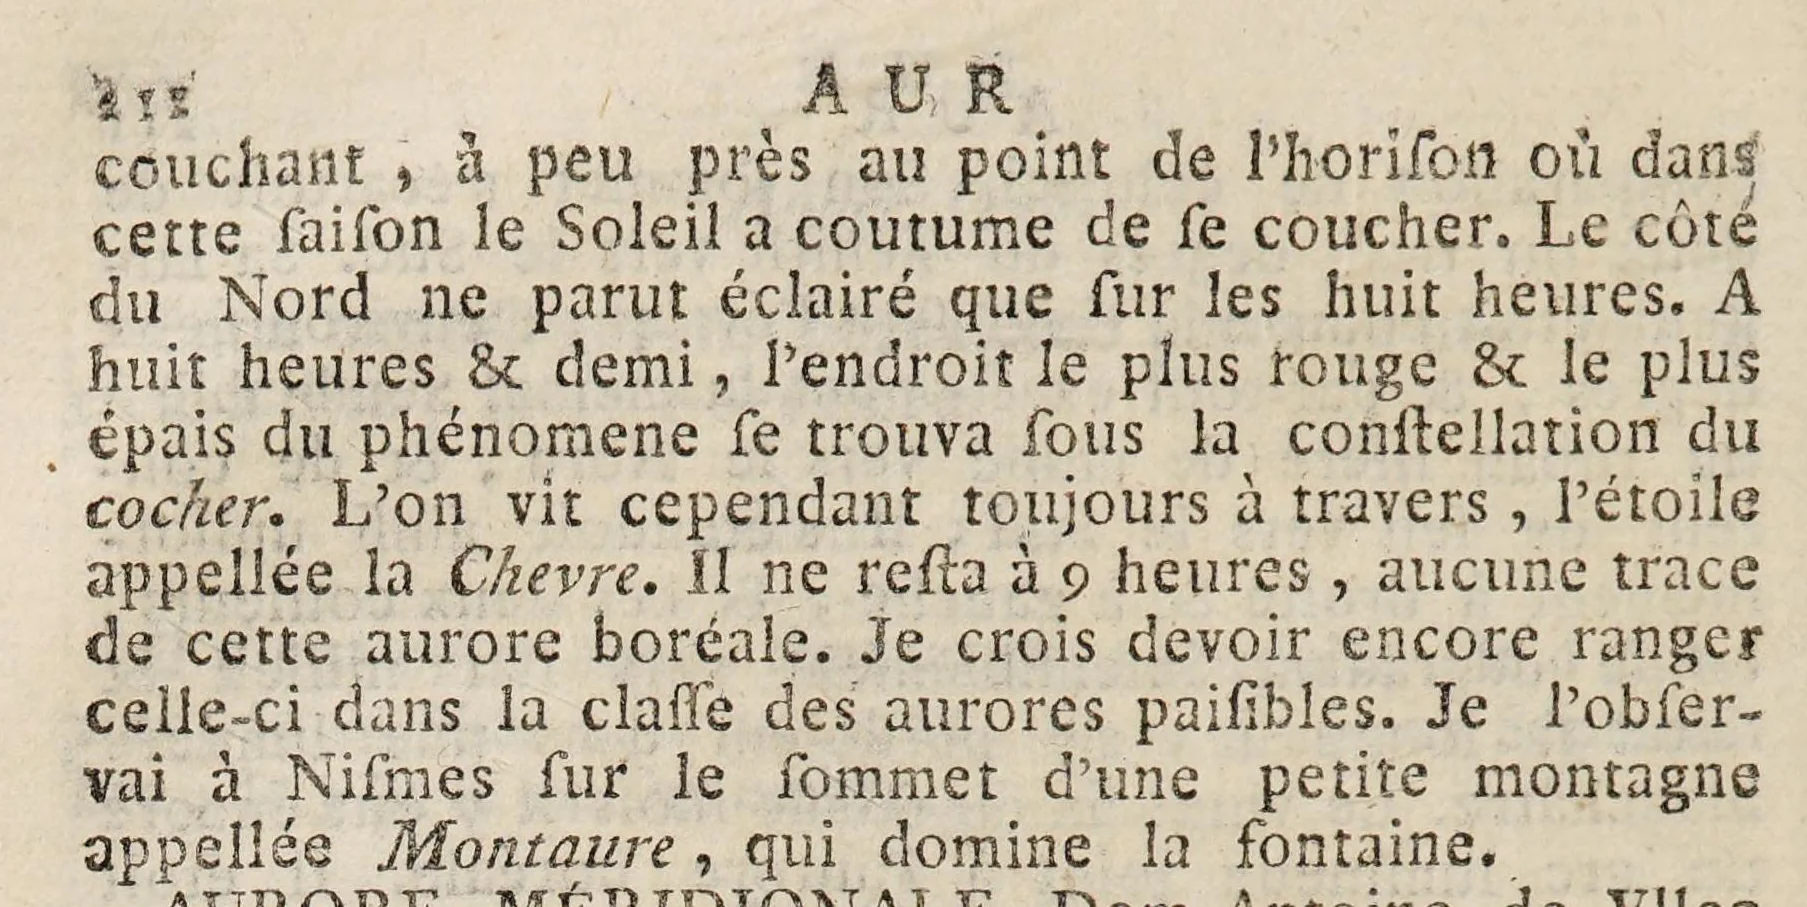 A U R
couchant, à peu près au point de l'horiſon où dans
cette ſaiſon le Soleil a coutume de ſe coucher. Le côté
du Nord ne parut éclairé que ſur les huit heures. A
huit heures & demi, l'endroit le plus rouge & le plus
épais du phénomene ſe trouva ſous la conſtellation du
cocher. L'on vit cependant toujours à travers, l'étoile
appellée la Chevre. Il ne reſta à 9 heures, aucune trace
de cette aurore boréale. Je crois devoir encore ranger
celle-ci dans la claſſe des aurores paiſibles. Je l'obſer-
vai à Niſmes ſur le ſommet d'une petite montagne
appellée Montaure, qui domine la fontaine.
AURORE MÉRIDIONALE. Dom Antoine de